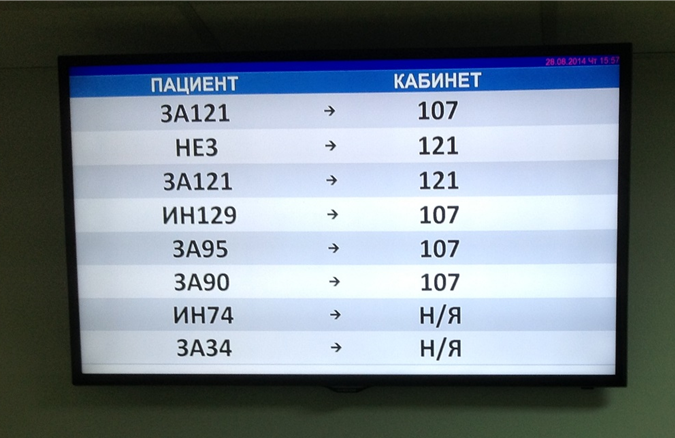 28.08.2014 Чт 15:57
ПАЦИЕНТ КАБИНЕТ
ЗА121 → 107
НЕ3 → 121
ЗА121 → 121
ИН129 → 107
ЗА95 → 107
ЗА90 → 107
ИН74 → Н/Я
ЗА34 → Н/Я